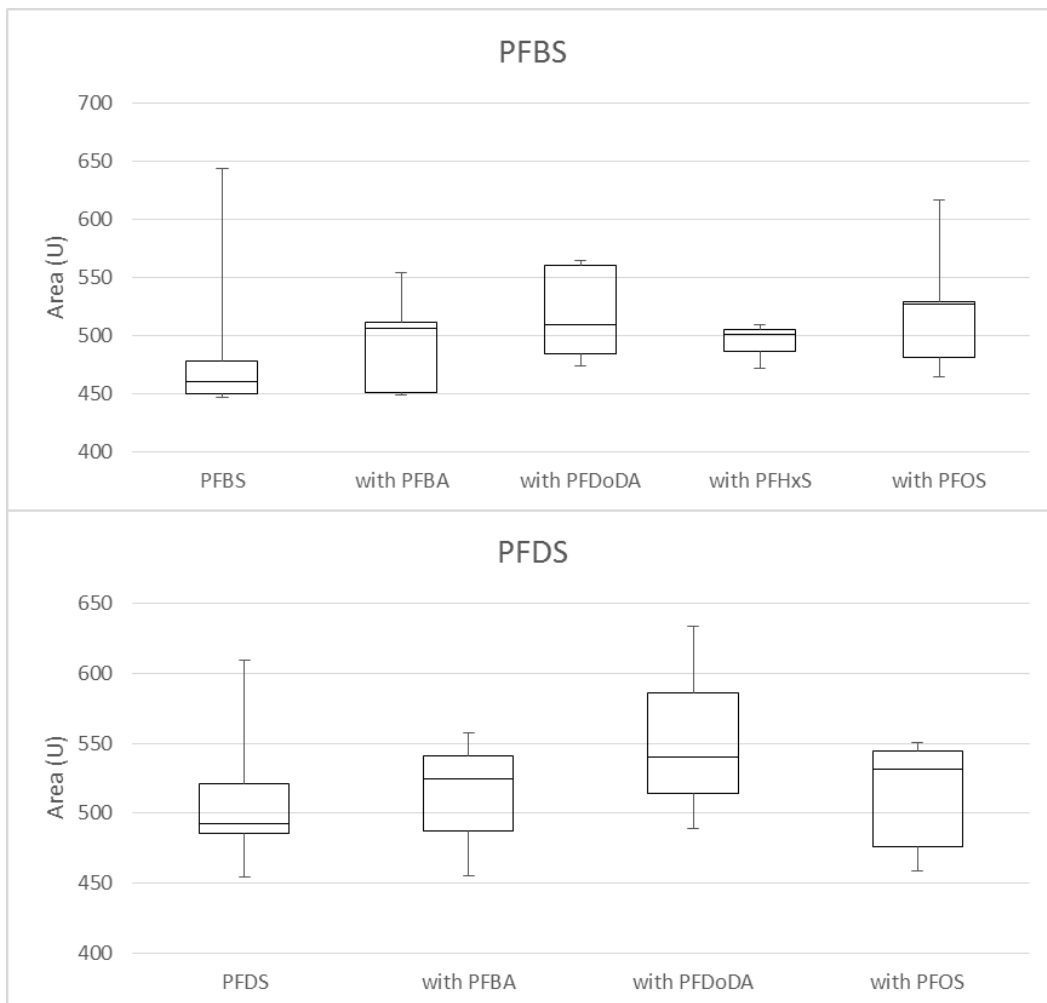 PFBS
Area (U)
700
650
600
550
500
450
400
PFBS with PFBA with PFDoDA with PFHxS with PFOS
PFDS
Area (U)
650
600
550
500
450
400
PFDS with PFBA with PFDoDA with PFOS